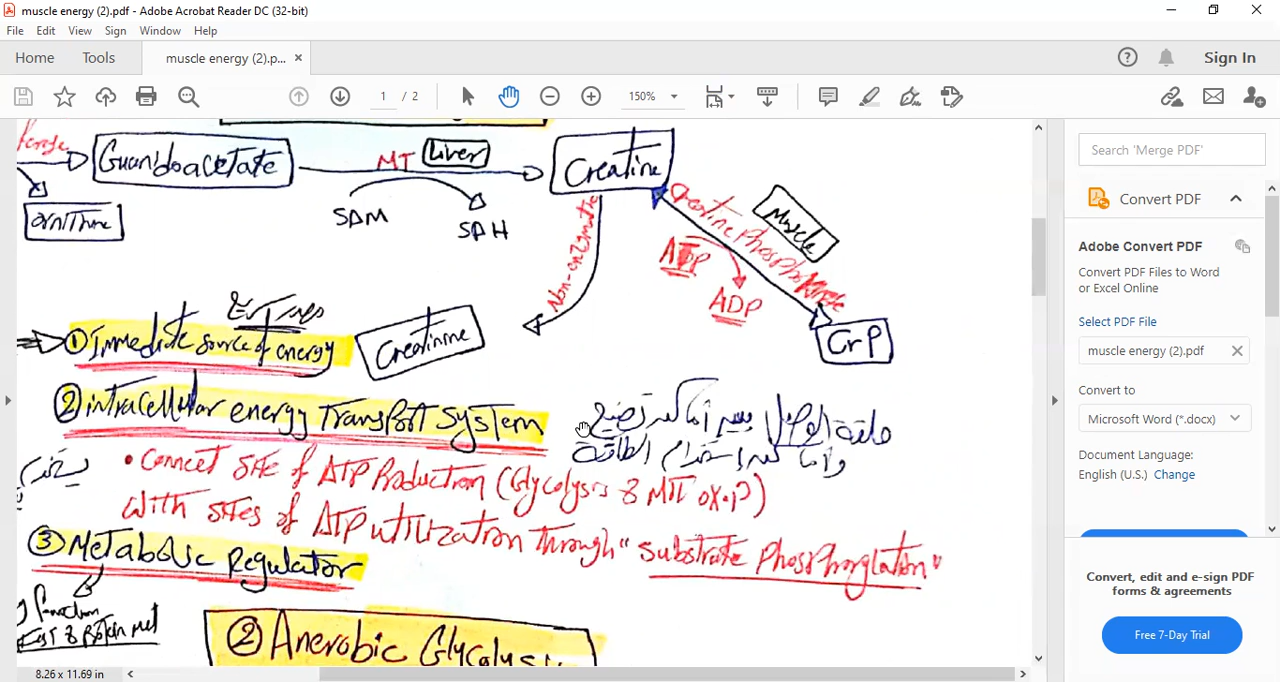 muscle energy (2).pdf - Adobe Acrobat Reader DC (32-bit)
File Edit View Sign Window Help
Home Tools muscle energy (2).p... ×
Sign In
1 / 2 150%
Guanidoacetate MT Liver Creatine
ornithine
SAM SAH
Non-enzymatic
Creatine Phosphokinase Muscle
ATP ADP
① Immediate source of energy
Creatinine
CrP
② intracellular energy Transport system
• Connect site of ATP Production (Glycolysis & MIT ox.p)
with sites of ATP utilization through "substrate Phosphorylation"
③ Metabolic Regulator
② Anerobic Glycolysis
8.26 x 11.69 in
Search 'Merge PDF'
Convert PDF
Adobe Convert PDF
Convert PDF Files to Word
or Excel Online
Select PDF File
muscle energy (2).pdf
Convert to
Microsoft Word (*.docx)
Document Language:
English (U.S.) Change
Convert, edit and e-sign PDF
forms & agreements
Free 7-Day Trial